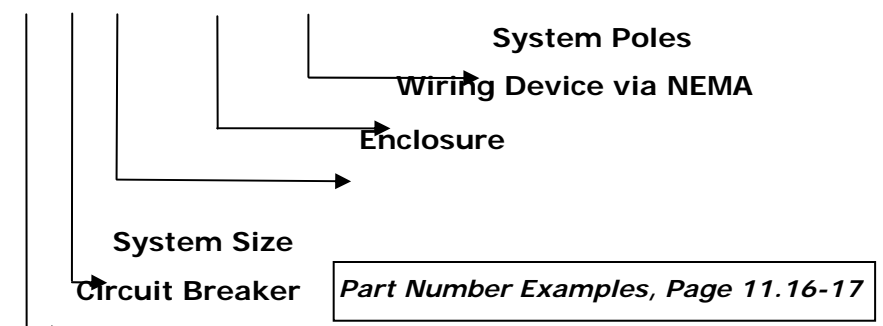 System Poles
Wiring Device via NEMA
Enclosure
System Size
Circuit Breaker
Part Number Examples, Page 11.16-17